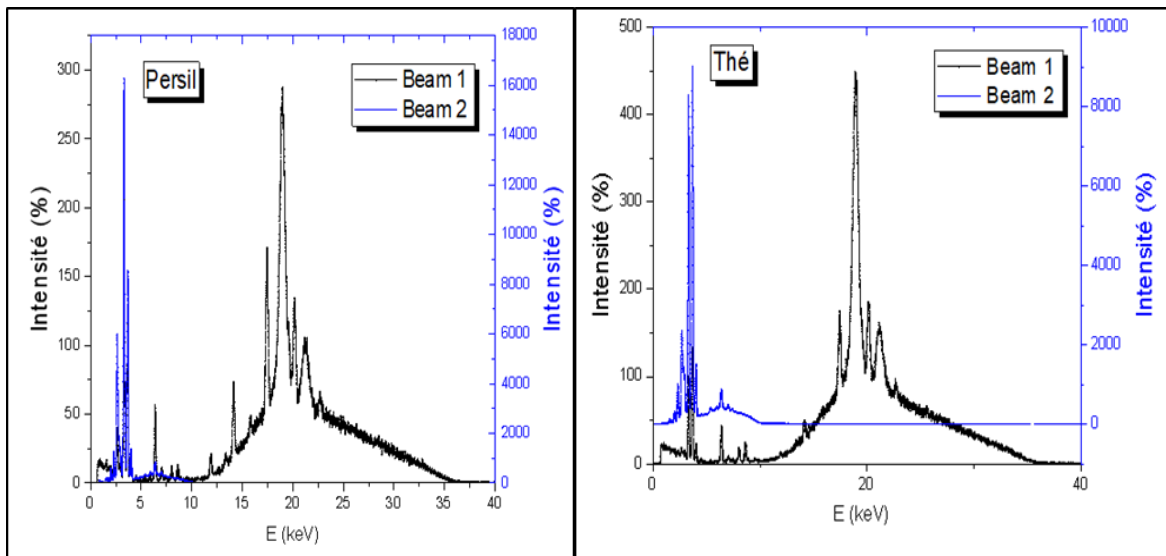 Persil
Beam 1
Beam 2
Intensité (%)
300
250
200
150
100
50
0
18000
16000
14000
12000
10000
8000
6000
4000
2000
0
Intensité (%)
0 5 10 15 20 25 30 35 40
E (keV)
Thé
Beam 1
Beam 2
Intensité (%)
500
400
300
200
100
0
10000
8000
6000
4000
2000
0
Intensité (%)
0 20 40
E (keV)